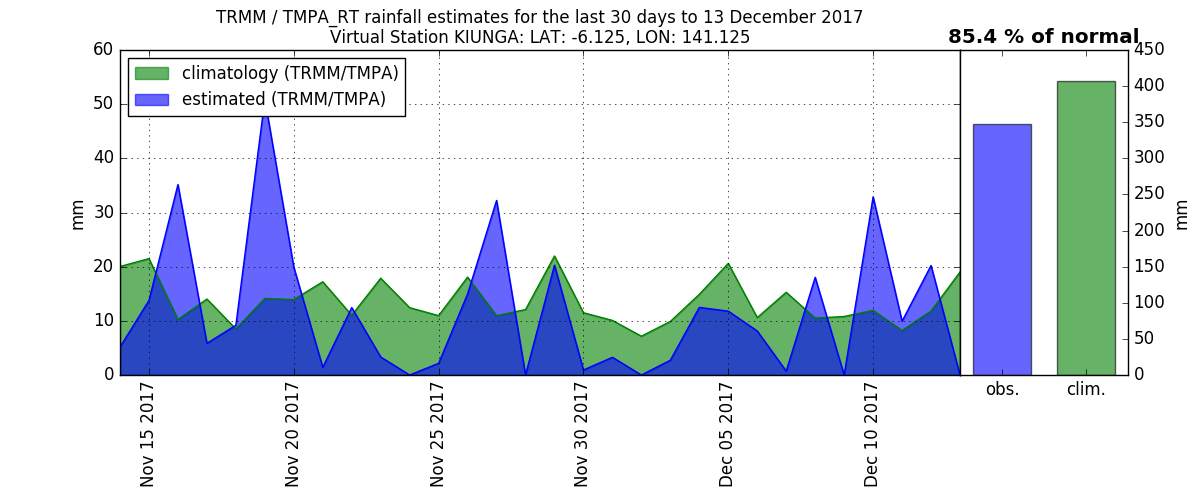 TRMM / TMPA_RT rainfall estimates for the last 30 days to 13 December 2017
Virtual Station KIUNGA: LAT: -6.125, LON: 141.125
85.4 % of normal
climatology (TRMM/TMPA)
estimated (TRMM/TMPA)
60
50
40
30
20
10
0
mm
Nov 15 2017
Nov 20 2017
Nov 25 2017
Nov 30 2017
Dec 05 2017
Dec 10 2017
obs.
clim.
450
400
350
300
250
200
150
100
50
0
mm